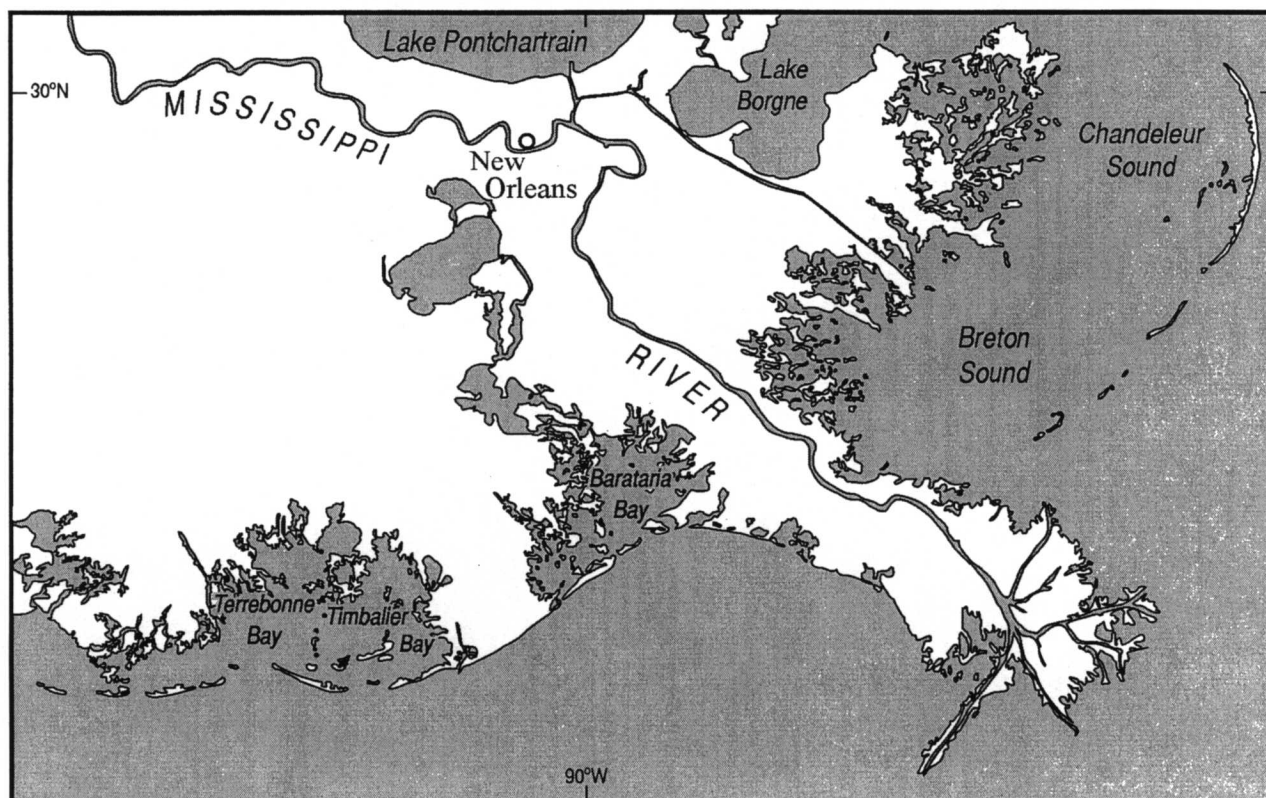 Lake Pontchartrain
Lake
Borgne
30°N
MISSISSIPPI
Chandeleur
Sound
New
Orleans
RIVER
Breton
Sound
Barataria
Bay
Terrebonne
Bay
Timbalier
Bay
90°W